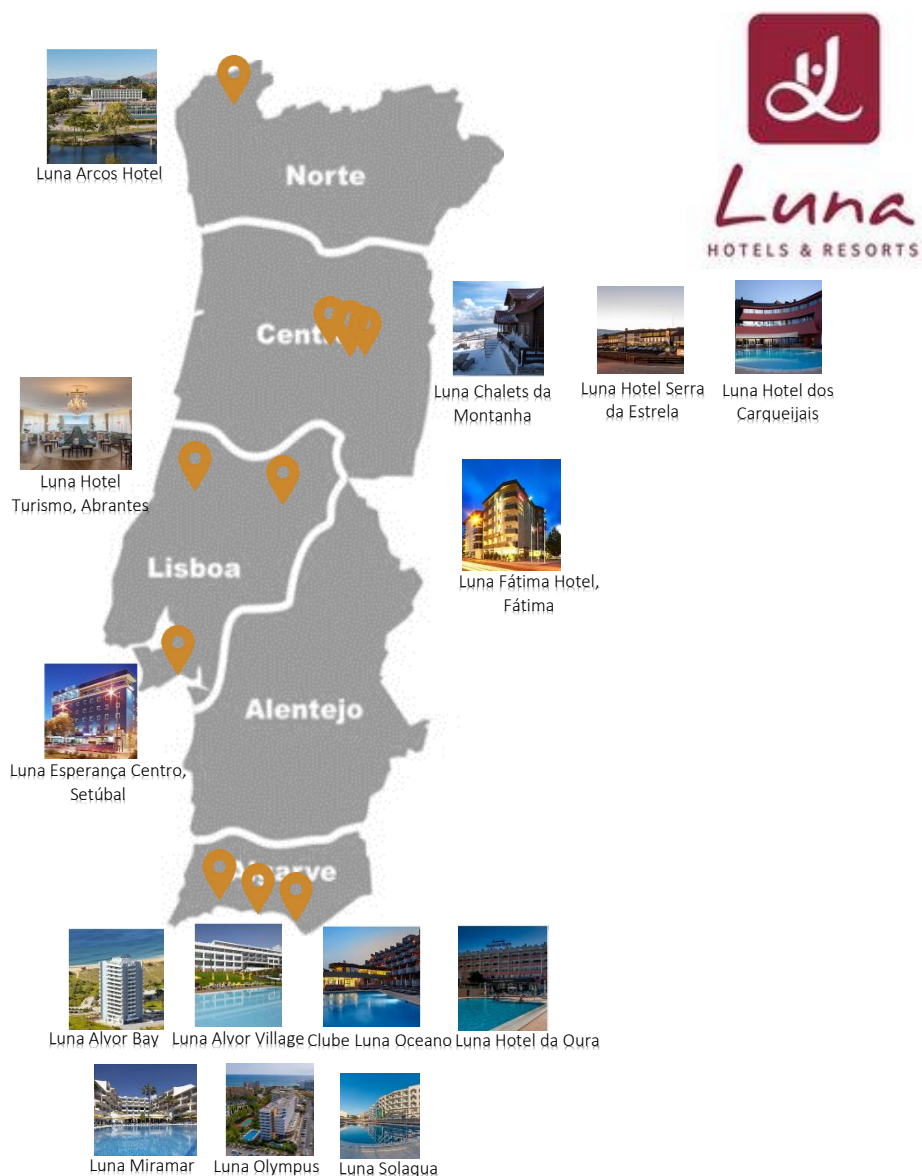 Luna
HOTELS & RESORTS
Luna Arcos Hotel
Norte
Luna Chalets da
Montanha
Luna Hotel Serra
da Estrela
Luna Hotel dos
Carqueijais
Luna Hotel
Turismo, Abrantes
Luna Fátima Hotel,
Fátima
Lisboa
Luna Esperança Centro,
Setúbal
Alentejo
Luna Alvor Bay
Luna Alvor Village
Clube Luna Oceano
Luna Hotel da Oura
Luna Miramar
Luna Olympus
Luna Solaqua